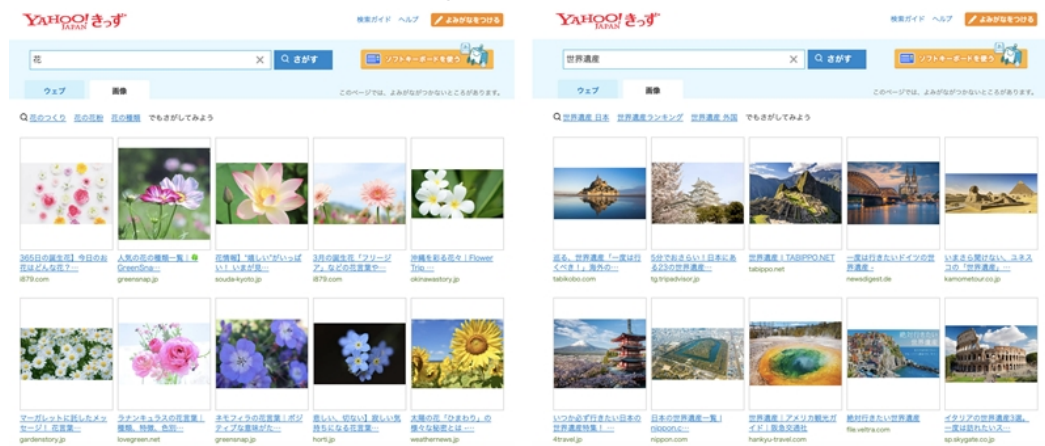 YAHOO!きっず
JAPAN
検索ガイド ヘルプ よみがなをつける
花
さがす
ソフトキーボードを使う
ウェブ 画像
このページでは、よみがながつかないところがあります。
花のつくり 花の花粉 花の種類 でもさがしてみよう
365日の誕生花】今日のお
花はどんな花？…
i879.com
人気の花の種類一覧｜
GreenSna…
greensnap.jp
花情報】"嬉しい"がいっぱ
い！ いまが見…
souda-kyoto.jp
3月の誕生花「フリージ
ア」などの花言葉や…
i879.com
沖縄を彩る花々｜Flower
Trip …
okinawastory.jp
マーガレットに託したメッ
セージ！ 花言葉…
gardenstory.jp
ラナンキュラスの花言葉｜
種類、特徴、色別…
lovegreen.net
ネモフィラの花言葉｜ポジ
ティブな意味がた…
greensnap.jp
悲しい、切ない】寂しい気
持ちになる花言葉…
horti.jp
太陽の花「ひまわり」の
様々な秘密とは …
weathernews.jp
YAHOO!きっず
JAPAN
検索ガイド ヘルプ よみがなをつける
世界遺産
さがす
ソフトキーボードを使う
ウェブ 画像
このページでは、よみがながつかないところがあります。
世界遺産 日本 世界遺産ランキング 世界遺産 外国 でもさがしてみよう
巡る、世界遺産「一度は行
くべき！」海外の…
tabikobo.com
5分でおさらい！日本にあ
る23の世界遺産…
tg.tripadvisor.jp
世界遺産 | TABIPPO.NET
tabippo.net
一度は行きたいドイツの世
界遺産 -
newsdigest.de
いまさら聞けない、ユネス
コの「世界遺産」…
kamometour.co.jp
いつか必ず行きたい日本の
世界遺産特集！ …
4travel.jp
日本の世界遺産一覧 |
nippon.c…
nippon.com
世界遺産｜アメリカ観光ガ
イド｜阪急交通社
hankyu-travel.com
絶対行きたい
世界遺産
絶対行きたい世界遺産
file.veltra.com
イタリアの世界遺産3選。
一度は訪れたいス…
sp.skygate.co.jp